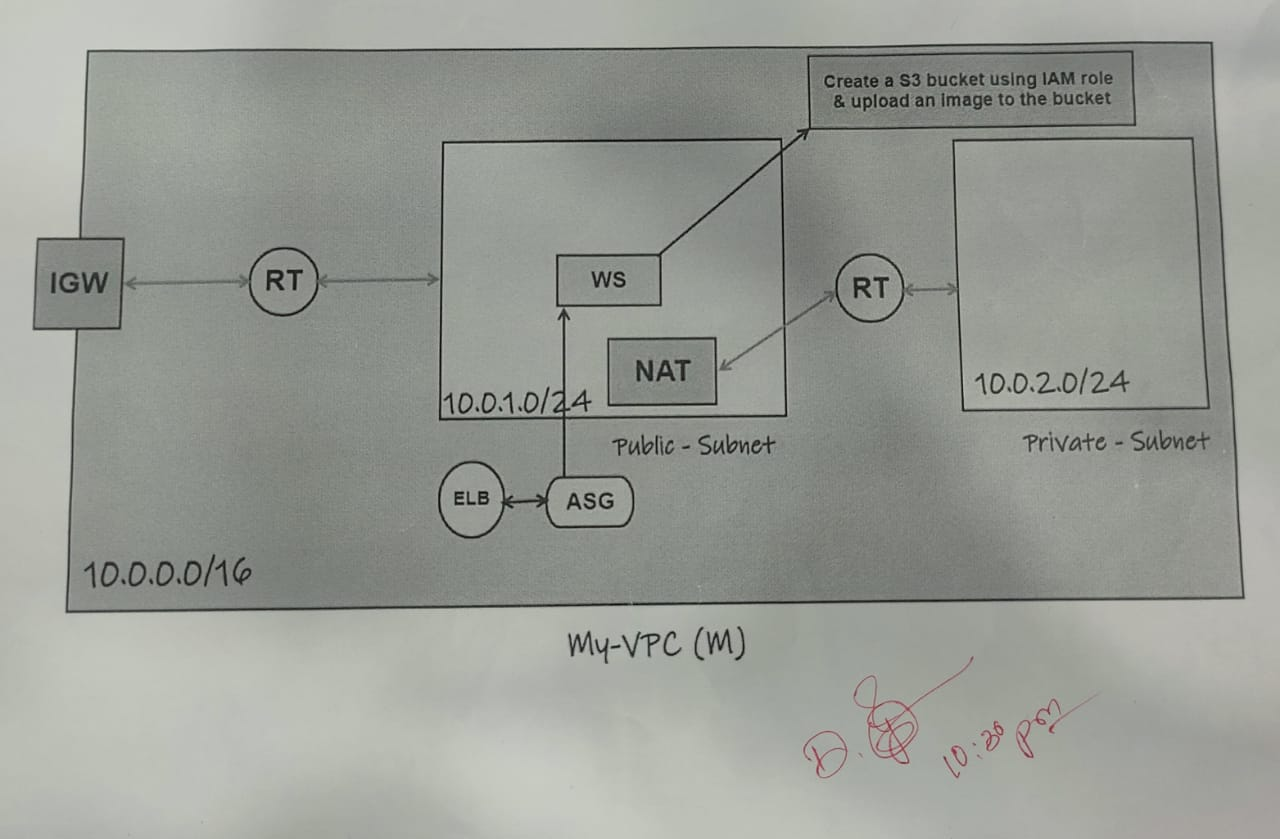 Create a S3 bucket using IAM role
& upload an image to the bucket
IGW
RT
WS
RT
NAT
10.0.1.0/24
10.0.2.0/24
Public - Subnet
Private - Subnet
ELB
ASG
10.0.0.0/16
My-VPC (M)
D.
10:30 pm